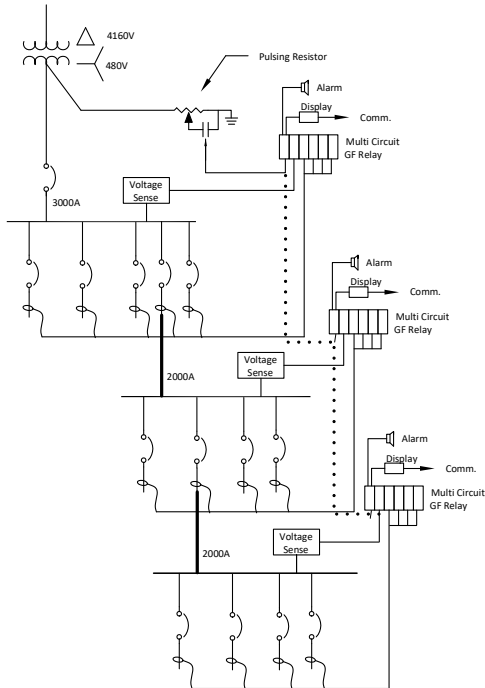 4160V
480V
Pulsing Resistor
Alarm
Display
Comm.
Multi Circuit
GF Relay
Voltage
Sense
3000A
Alarm
Display
Comm.
Multi Circuit
GF Relay
Voltage
Sense
2000A
Alarm
Display
Comm.
Multi Circuit
GF Relay
Voltage
Sense
2000A